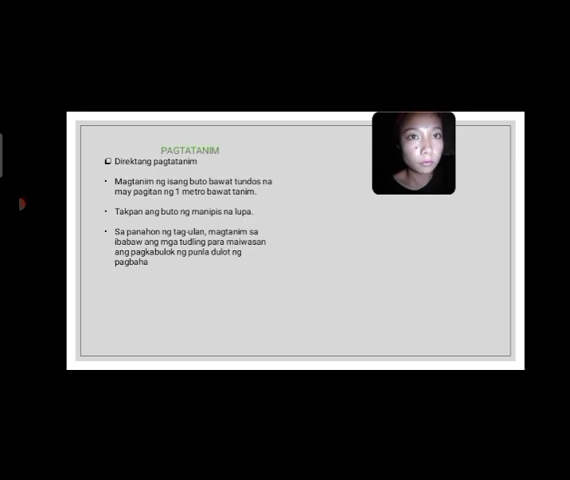 PAGTATANIM
Direktang pagtatanim
Magtanim ng isang buto bawat tundos na
may pagitan ng 1 metro bawat tanim.
Takpan ang buto ng manipis na lupa.
Sa panahon ng tag-ulan, magtanim sa
ibabaw ang mga tudling para maiwasan
ang pagkabulok ng punla dulot ng
pagbaha